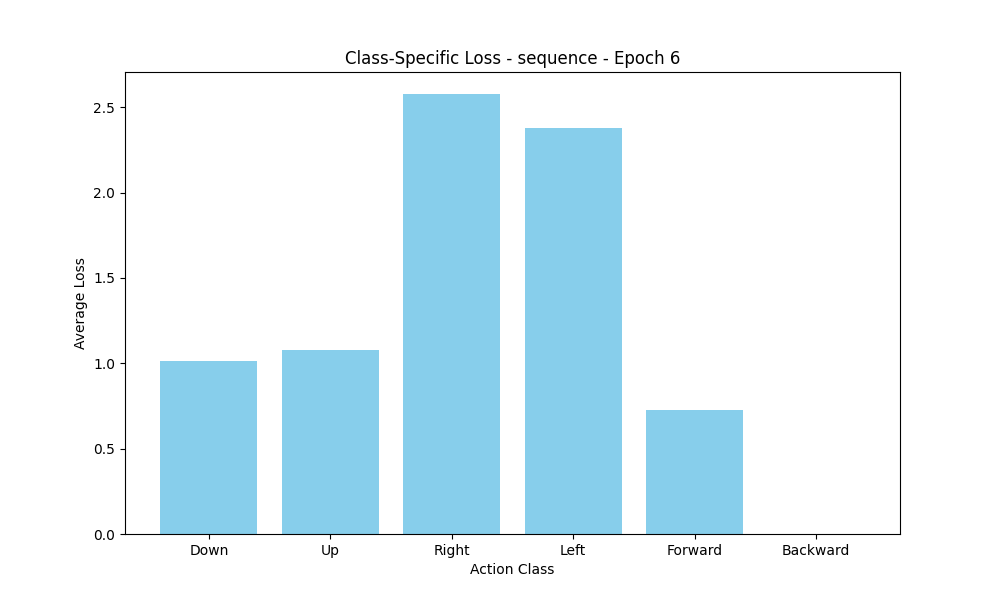 Class-Specific Loss - sequence - Epoch 6
2.5
2.0
1.5
1.0
0.5
0.0
Average Loss
Down Up Right Left Forward Backward
Action Class